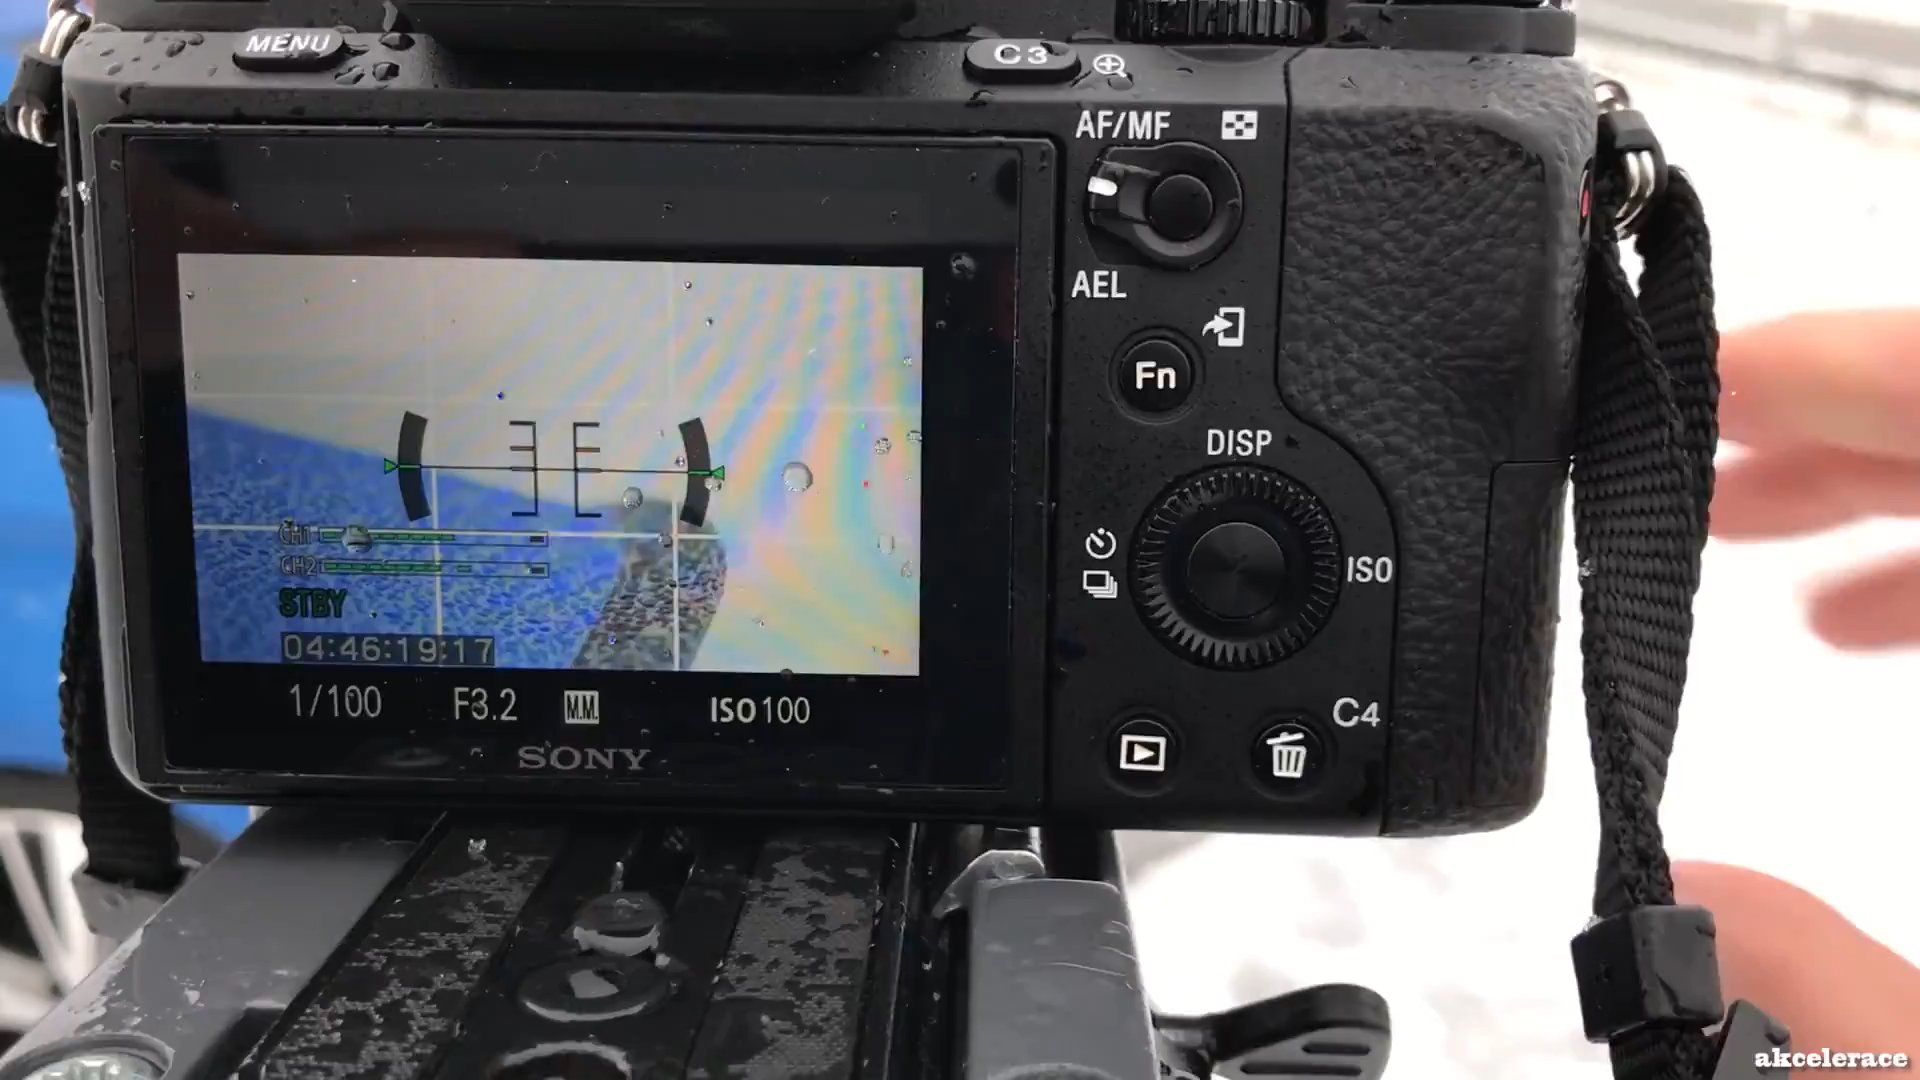 MENU
C3
AF/MF
AEL
Fn
DISP
ISO
CH1
CH2
STBY
04:46:19:17
1/100 F3.2 M.M. ISO 100
C4
SONY
akcelerace